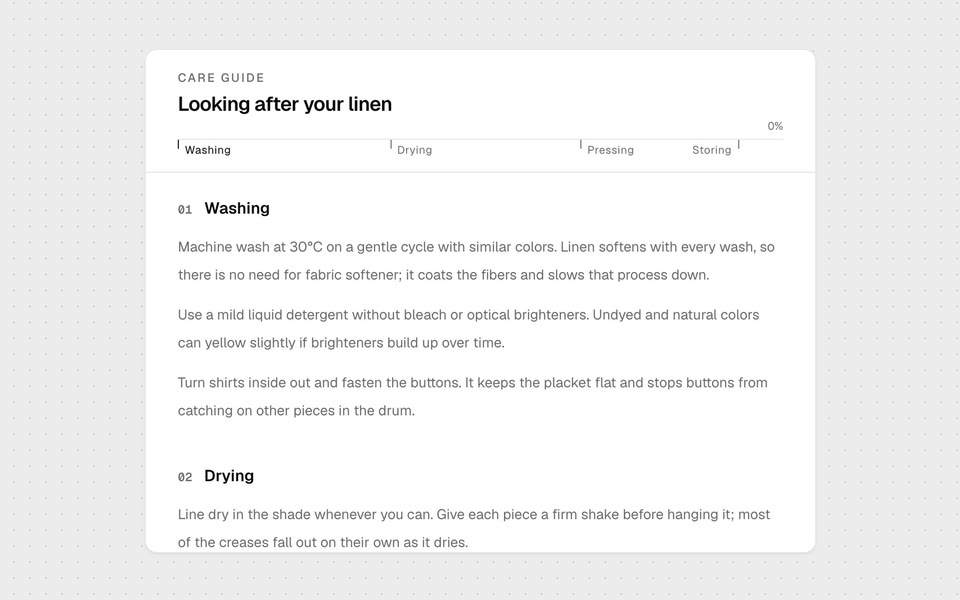 CARE GUIDE
Looking after your linen
0%
Washing
Drying
Pressing
Storing
01 Washing
Machine wash at 30°C on a gentle cycle with similar colors. Linen softens with every wash, so
there is no need for fabric softener; it coats the fibers and slows that process down.
Use a mild liquid detergent without bleach or optical brighteners. Undyed and natural colors
can yellow slightly if brighteners build up over time.
Turn shirts inside out and fasten the buttons. It keeps the placket flat and stops buttons from
catching on other pieces in the drum.
02 Drying
Line dry in the shade whenever you can. Give each piece a firm shake before hanging it; most
of the creases fall out on their own as it dries.